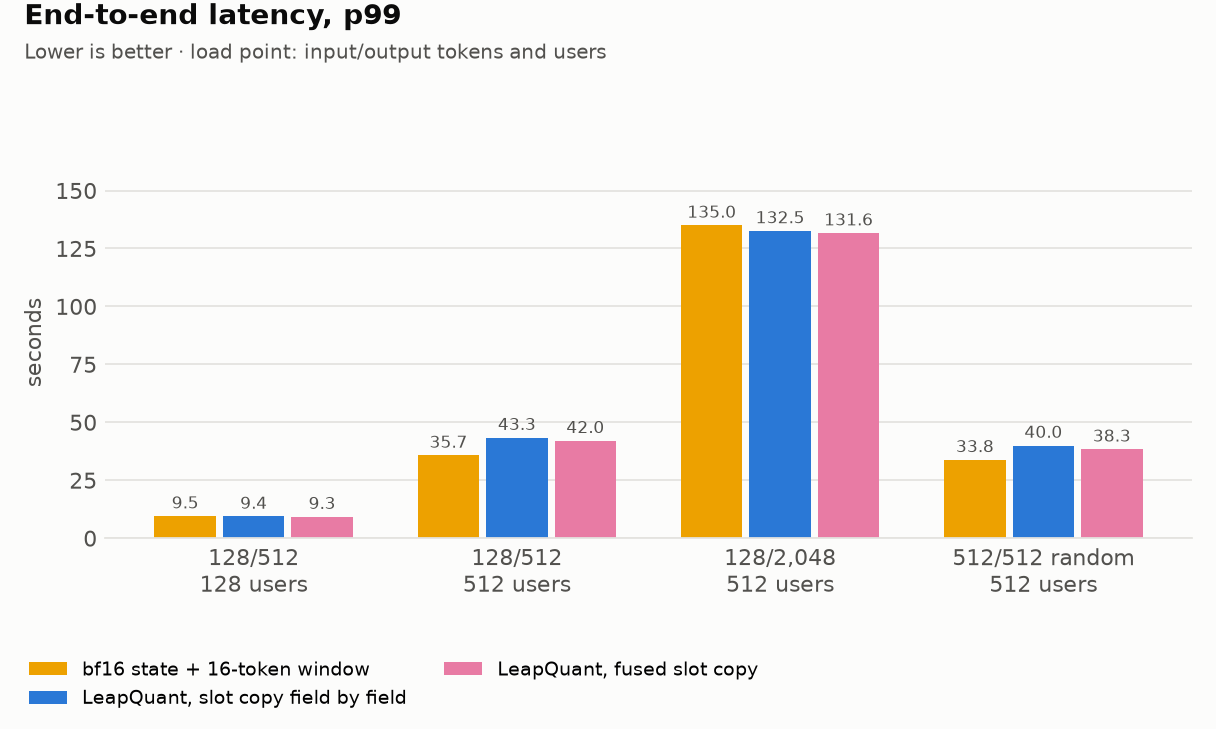 End-to-end latency, p99
Lower is better · load point: input/output tokens and users
150
125
100
75
50
25
0
seconds
9.5 9.4 9.3
35.7 43.3 42.0
135.0 132.5 131.6
33.8 40.0 38.3
128/512
128 users
128/512
512 users
128/2,048
512 users
512/512 random
512 users
bf16 state + 16-token window
LeapQuant, slot copy field by field
LeapQuant, fused slot copy